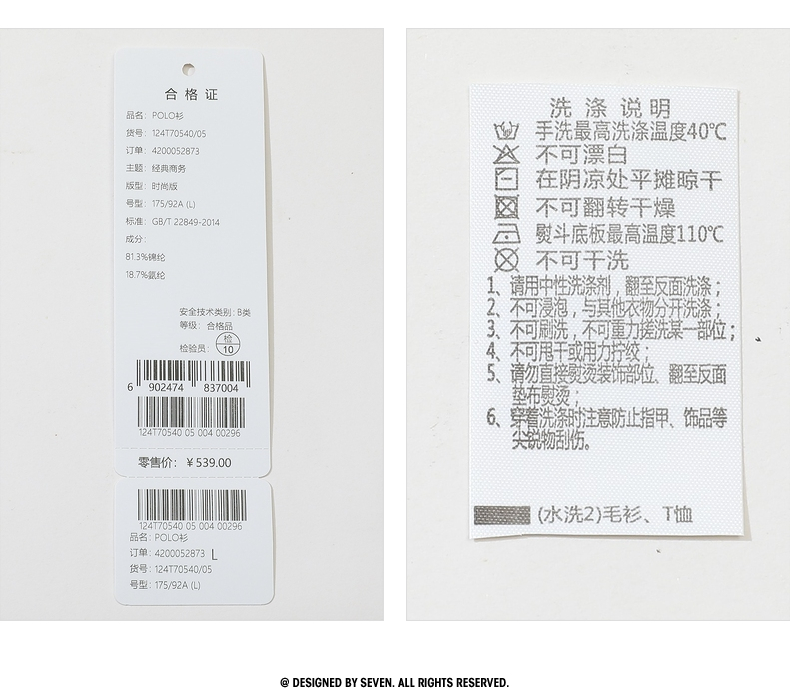 合格证
品名: POLO衫
货号: 124T70540/05
订单: 4200052873
主题: 经典商务
版型: 时尚版
号型: 175/92A (L)
标准: GB/T 22849-2014
成分:
81.3%锦纶
18.7%氨纶
安全技术类别: B类
等级: 合格品
检验员: 检 10
6 902474 837004
124T70540 05 004 00296
零售价: ￥539.00
124T70540 05 004 00296
品名: POLO衫
订单: 4200052873 L
货号: 124T70540/05
号型: 175/92A (L)
洗涤说明
手洗最高洗涤温度40℃
不可漂白
在阴凉处平摊晾干
不可翻转干燥
熨斗底板最高温度110℃
不可干洗
1、请用中性洗涤剂，翻至反面洗涤；
2、不可浸泡，与其他衣物分开洗涤；
3、不可刷洗，不可重力搓洗某一部位；
4、不可甩干或用力拧绞；
5、请勿直接熨烫装饰部位、翻至反面
垫布熨烫；
6、穿着洗涤时注意防止指甲、饰品等
尖锐物刮伤。
(水洗2)毛衫、T恤
@ DESIGNED BY SEVEN. ALL RIGHTS RESERVED.